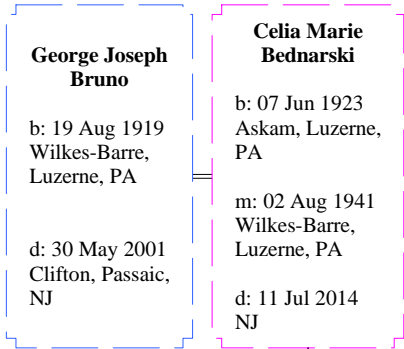 George Joseph
Bruno
b: 19 Aug 1919
Wilkes-Barre,
Luzerne, PA
d: 30 May 2001
Clifton, Passaic,
NJ
Celia Marie
Bednarski
b: 07 Jun 1923
Askam, Luzerne,
PA
m: 02 Aug 1941
Wilkes-Barre,
Luzerne, PA
d: 11 Jul 2014
NJ